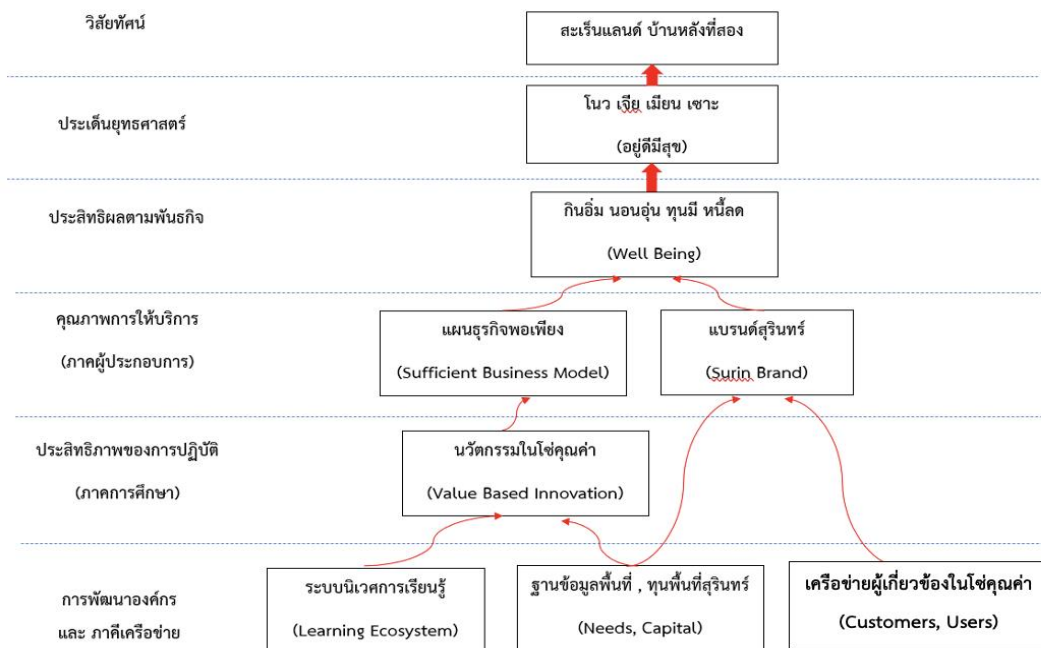 วิสัยทัศน์
สะเร็นแลนด์ บ้านหลังที่สอง
ประเด็นยุทธศาสตร์
โนว เจีย เมียน เซาะ
(อยู่ดีมีสุข)
ประสิทธิผลตามพันธกิจ
กินอิ่ม นอนอุ่น ทุนมี หนี้ลด
(Well Being)
คุณภาพการให้บริการ
(ภาคผู้ประกอบการ)
แผนธุรกิจพอเพียง
(Sufficient Business Model)
แบรนด์สุรินทร์
(Surin Brand)
ประสิทธิภาพของการปฏิบัติ
(ภาคการศึกษา)
นวัตกรรมในโซ่คุณค่า
(Value Based Innovation)
การพัฒนาองค์กร
และ ภาคีเครือข่าย
ระบบนิเวศการเรียนรู้
(Learning Ecosystem)
ฐานข้อมูลพื้นที่ , ทุนพื้นที่สุรินทร์
(Needs, Capital)
เครือข่ายผู้เกี่ยวข้องในโซ่คุณค่า
(Customers, Users)